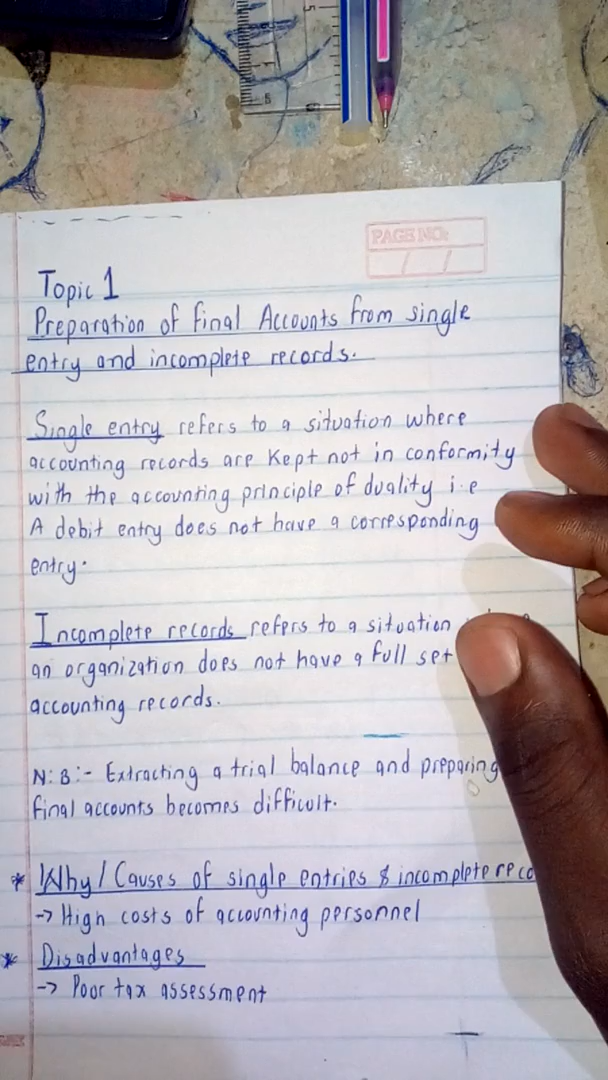 PAGE NO:
Topic 1
Preparation of final Accounts from single
entry and incomplete records.
Single entry refers to a situation where
accounting records are kept not in conformity
with the accounting principle of duality i.e
A debit entry does not have a corresponding
entry.
Incomplete records refers to a situation
an organization does not have a full set
accounting records.
N:B:- Extracting a trial balance and preparing
final accounts becomes difficult.
* Why/Causes of single entries & incomplete reco
-> High costs of accounting personnel
* Disadvantages
-> Poor tax assessment